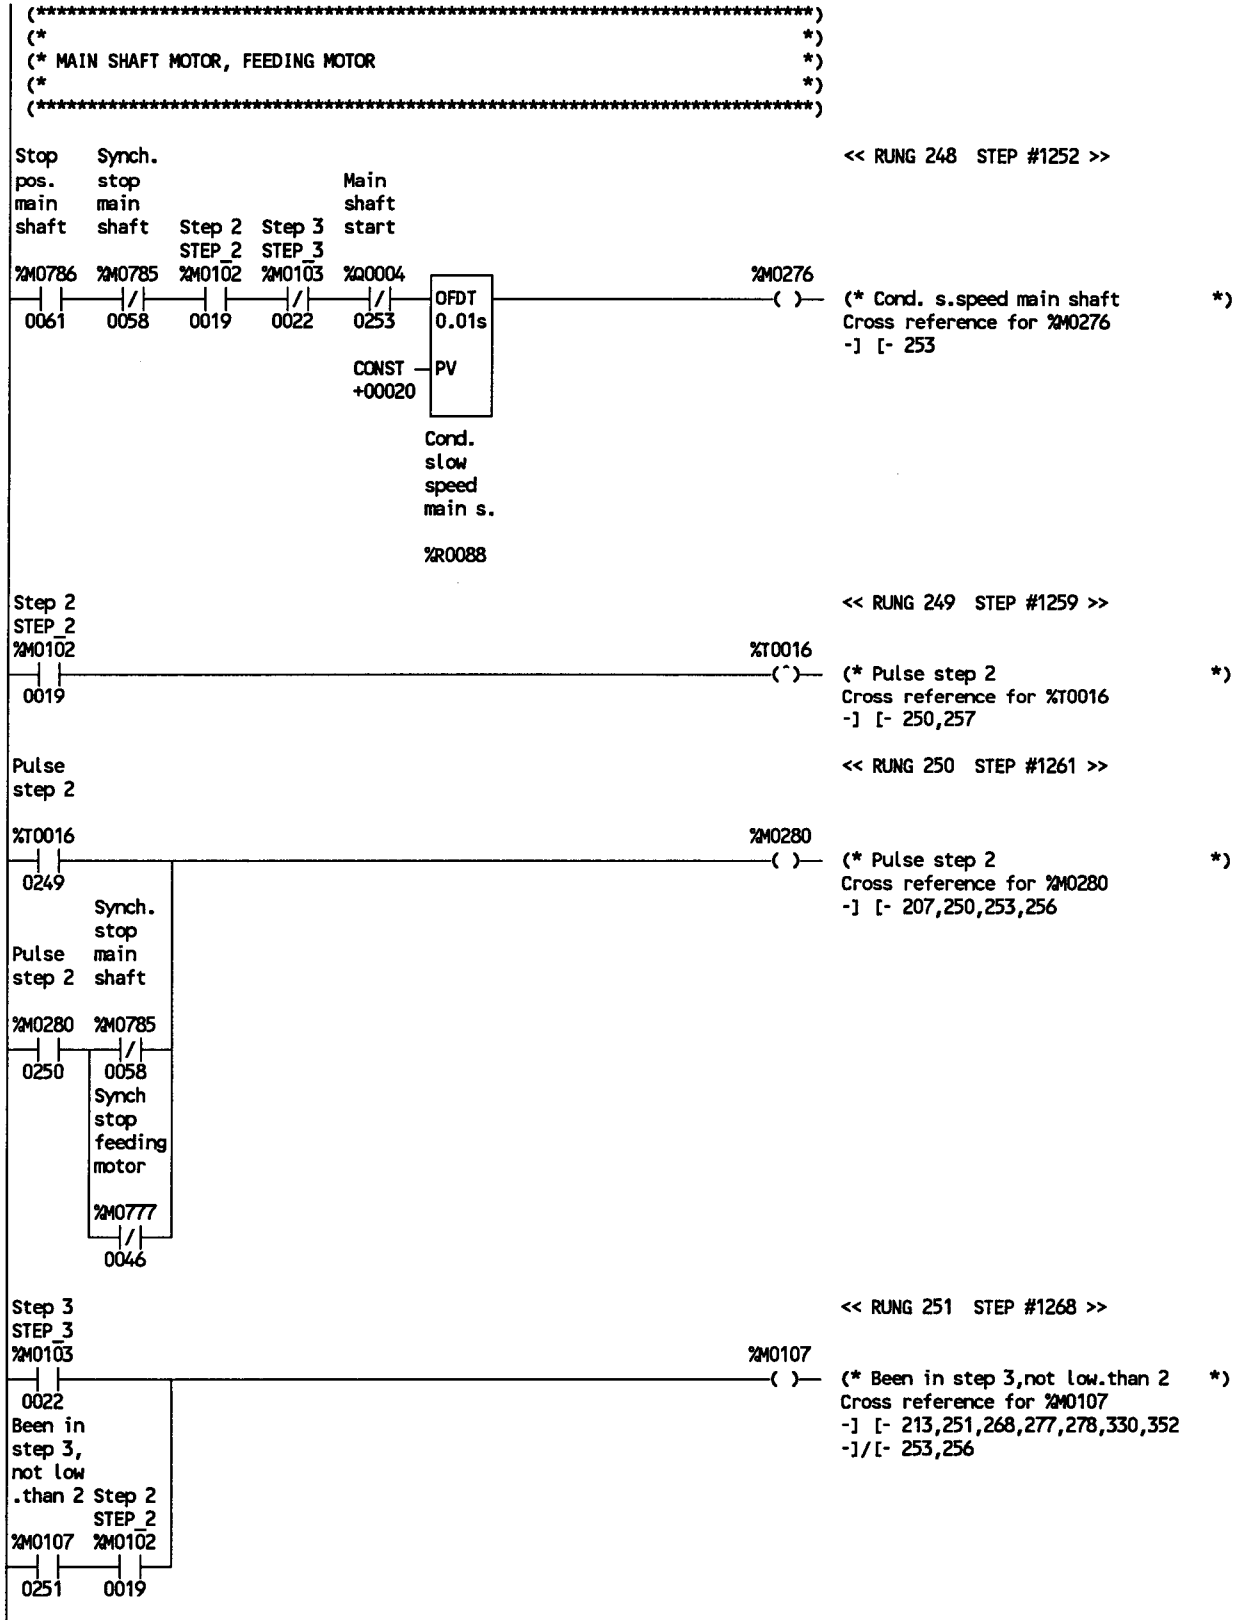 (***************************************************************************)
(* *)
(* MAIN SHAFT MOTOR, FEEDING MOTOR *)
(* *)
(***************************************************************************)
Stop Synch. << RUNG 248 STEP #1252 >>
pos. stop Main
main main shaft
shaft shaft Step 2 Step 3 start
STEP_2 STEP_3
%M0786 %M0785 %M0102 %M0103 %Q0004 %M0276
OFDT ( ) (* Cond. s.speed main shaft *)
0061 0058 0019 0022 0253 0.01s Cross reference for %M0276
-] [- 253
CONST PV
+00020
Cond.
slow
speed
main s.
%R0088
Step 2 << RUNG 249 STEP #1259 >>
STEP_2
%M0102 %T0016
(^) (* Pulse step 2 *)
0019 Cross reference for %T0016
-] [- 250,257
Pulse << RUNG 250 STEP #1261 >>
step 2
%T0016 %M0280
( ) (* Pulse step 2 *)
0249 Cross reference for %M0280
Synch. -] [- 207,250,253,256
stop
Pulse main
step 2 shaft
%M0280 %M0785
0250 0058
Synch
stop
feeding
motor
%M0777
0046
Step 3 << RUNG 251 STEP #1268 >>
STEP_3
%M0103 %M0107
( ) (* Been in step 3,not low.than 2 *)
0022 Cross reference for %M0107
Been in -] [- 213,251,268,277,278,330,352
step 3, -]/[- 253,256
not low
.than 2 Step 2
STEP_2
%M0107 %M0102
0251 0019